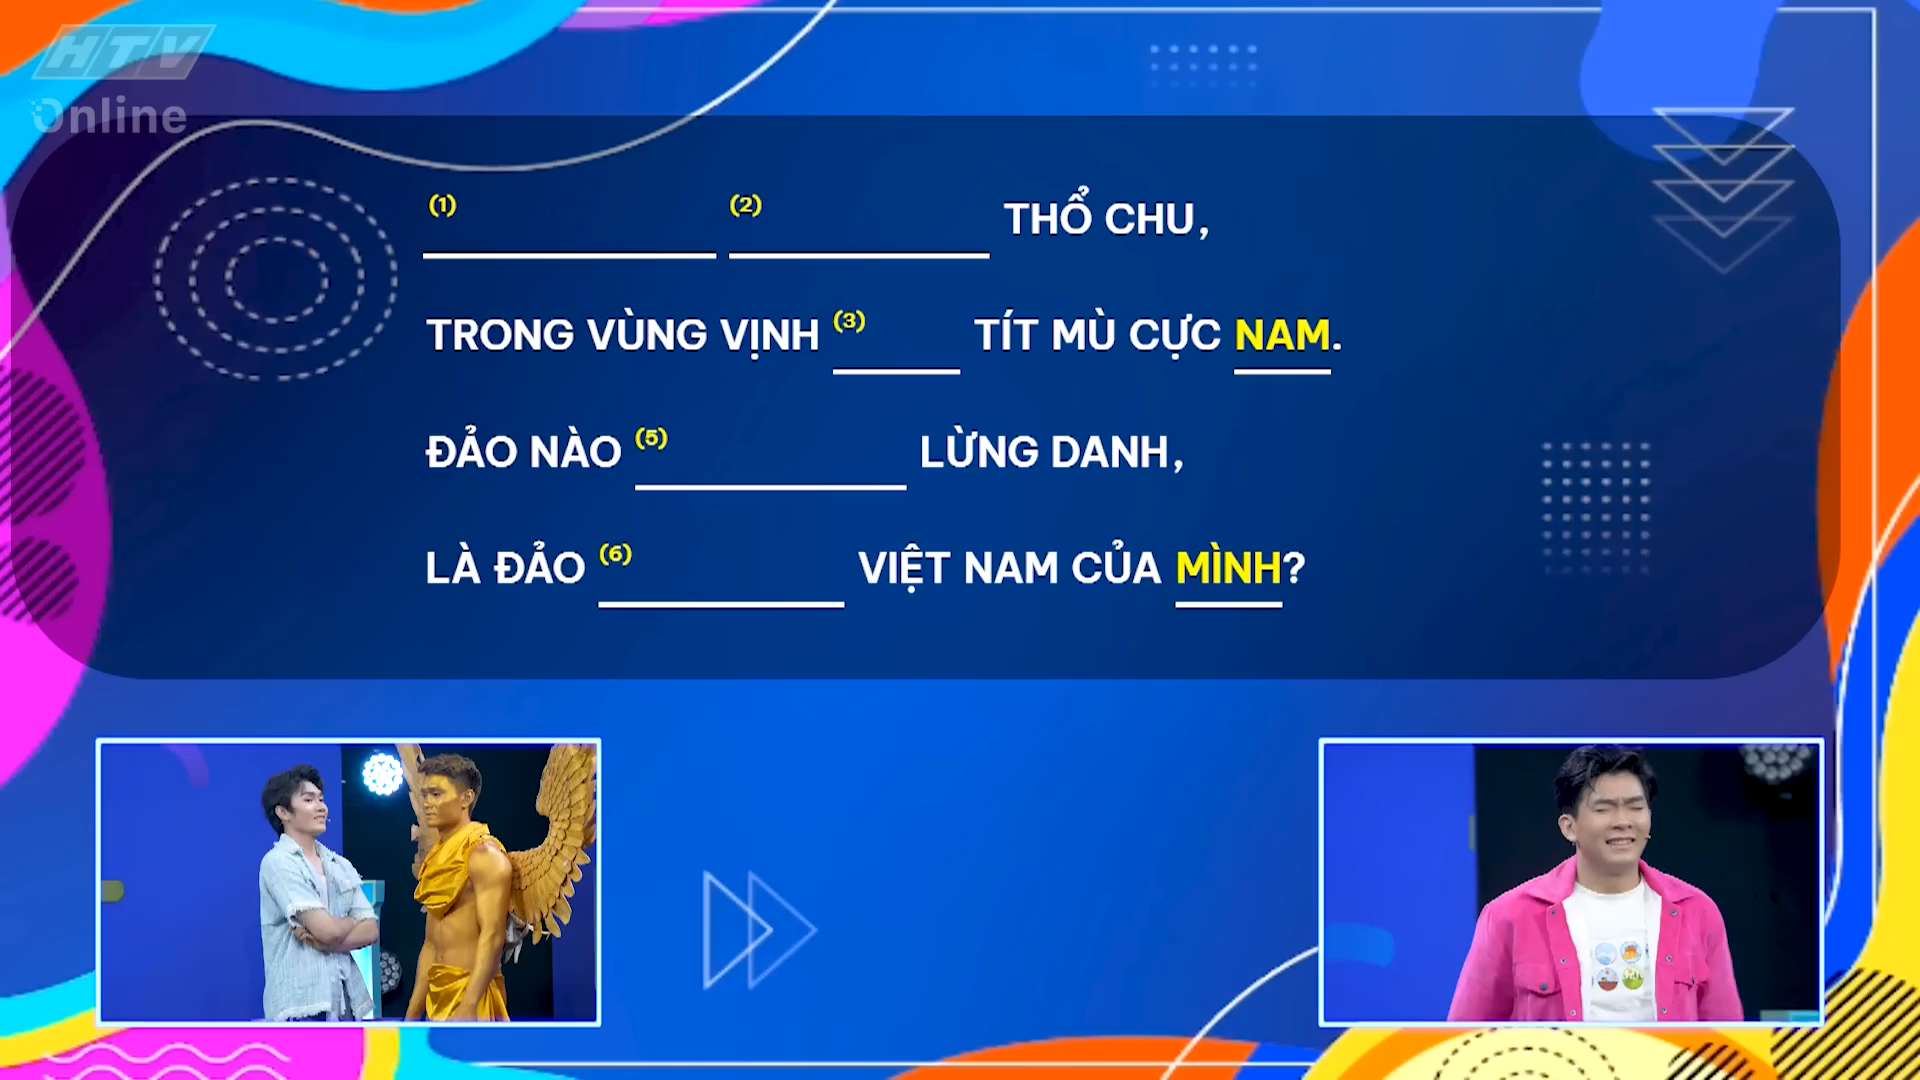 HTV
Online
(1) (2) THỔ CHU,
TRONG VÙNG VỊNH (3) TÍT MÙ CỰC NAM.
ĐẢO NÀO (5) LỪNG DANH,
LÀ ĐẢO (6) VIỆT NAM CỦA MÌNH?